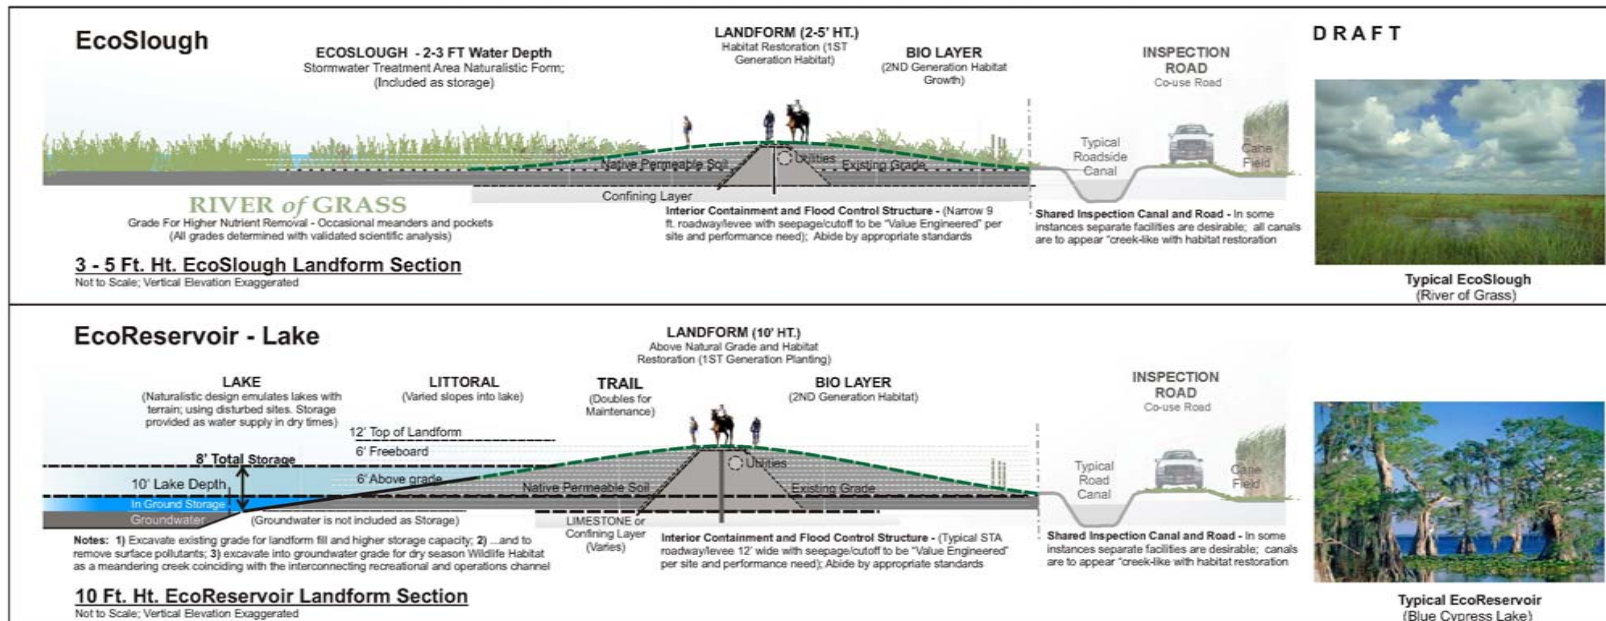 EcoSlough
ECOSLOUGH - 2-3 FT Water Depth
Stormwater Treatment Area Naturalistic Form;
(Included as storage)
LANDFORM (2-5' HT.)
Habitat Restoration (1ST
Generation Habitat)
BIO LAYER
(2ND Generation Habitat
Growth)
INSPECTION
ROAD
Co-use Road
DRAFT
Typical
Roadside
Canal
Cane
Field
Native Permeable Soil
Utilities
Existing Grade
Confining Layer
RIVER of GRASS
Grade For Higher Nutrient Removal - Occasional meanders and pockets
(All grades determined with validated scientific analysis)
Interior Containment and Flood Control Structure - (Narrow 9
ft. roadway/levee with seepage/cutoff to be "Value Engineered" per
site and performance need); Abide by appropriate standards
Shared Inspection Canal and Road - In some
instances separate facilities are desirable; all canals
are to appear "creek-like with habitat restoration
3 - 5 Ft. Ht. EcoSlough Landform Section
Not to Scale; Vertical Elevation Exaggerated
Typical EcoSlough
(River of Grass)
EcoReservoir - Lake
LANDFORM (10' HT.)
Above Natural Grade and Habitat
Restoration (1ST Generation Planting)
LAKE
(Naturalistic design emulates lakes with
terrain; using disturbed sites. Storage
provided as water supply in dry times)
LITTORAL
(Varied slopes into lake)
TRAIL
(Doubles for
Maintenance)
BIO LAYER
(2ND Generation Habitat)
INSPECTION
ROAD
Co-use Road
12' Top of Landform
6' Freeboard
8' Total Storage
6' Above grade
10' Lake Depth
In Ground Storage
Groundwater
(Groundwater is not included as Storage)
Native Permeable Soil
Utilities
Existing Grade
LIMESTONE or
Confining Layer
(Varies)
Typical
Road
Canal
Cane
Field
Notes: 1) Excavate existing grade for landform fill and higher storage capacity; 2) ...and to
remove surface pollutants; 3) excavate into groundwater grade for dry season Wildlife Habitat
as a meandering creek coinciding with the interconnecting recreational and operations channel
Interior Containment and Flood Control Structure - (Typical STA
roadway/levee 12' wide with seepage/cutoff to be "Value Engineered"
per site and performance need); Abide by appropriate standards
Shared Inspection Canal and Road - In some
instances separate facilities are desirable; canals
are to appear "creek-like with habitat restoration
10 Ft. Ht. EcoReservoir Landform Section
Not to Scale; Vertical Elevation Exaggerated
Typical EcoReservoir
(Blue Cypress Lake)